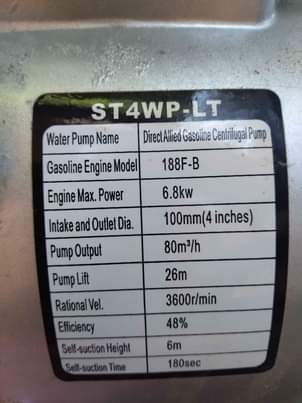 ST4WP-LT
Water Pump Name Direct Allied Gasoline Centrifugal Pump
Gasoline Engine Model 188F-B
Engine Max. Power 6.8kw
Intake and Outlet Dia. 100mm(4 inches)
Pump Output 80m³/h
Pump Lift 26m
Rational Vel. 3600r/min
Efficiency 48%
Self-suction Height 6m
Self-suction Time 180sec